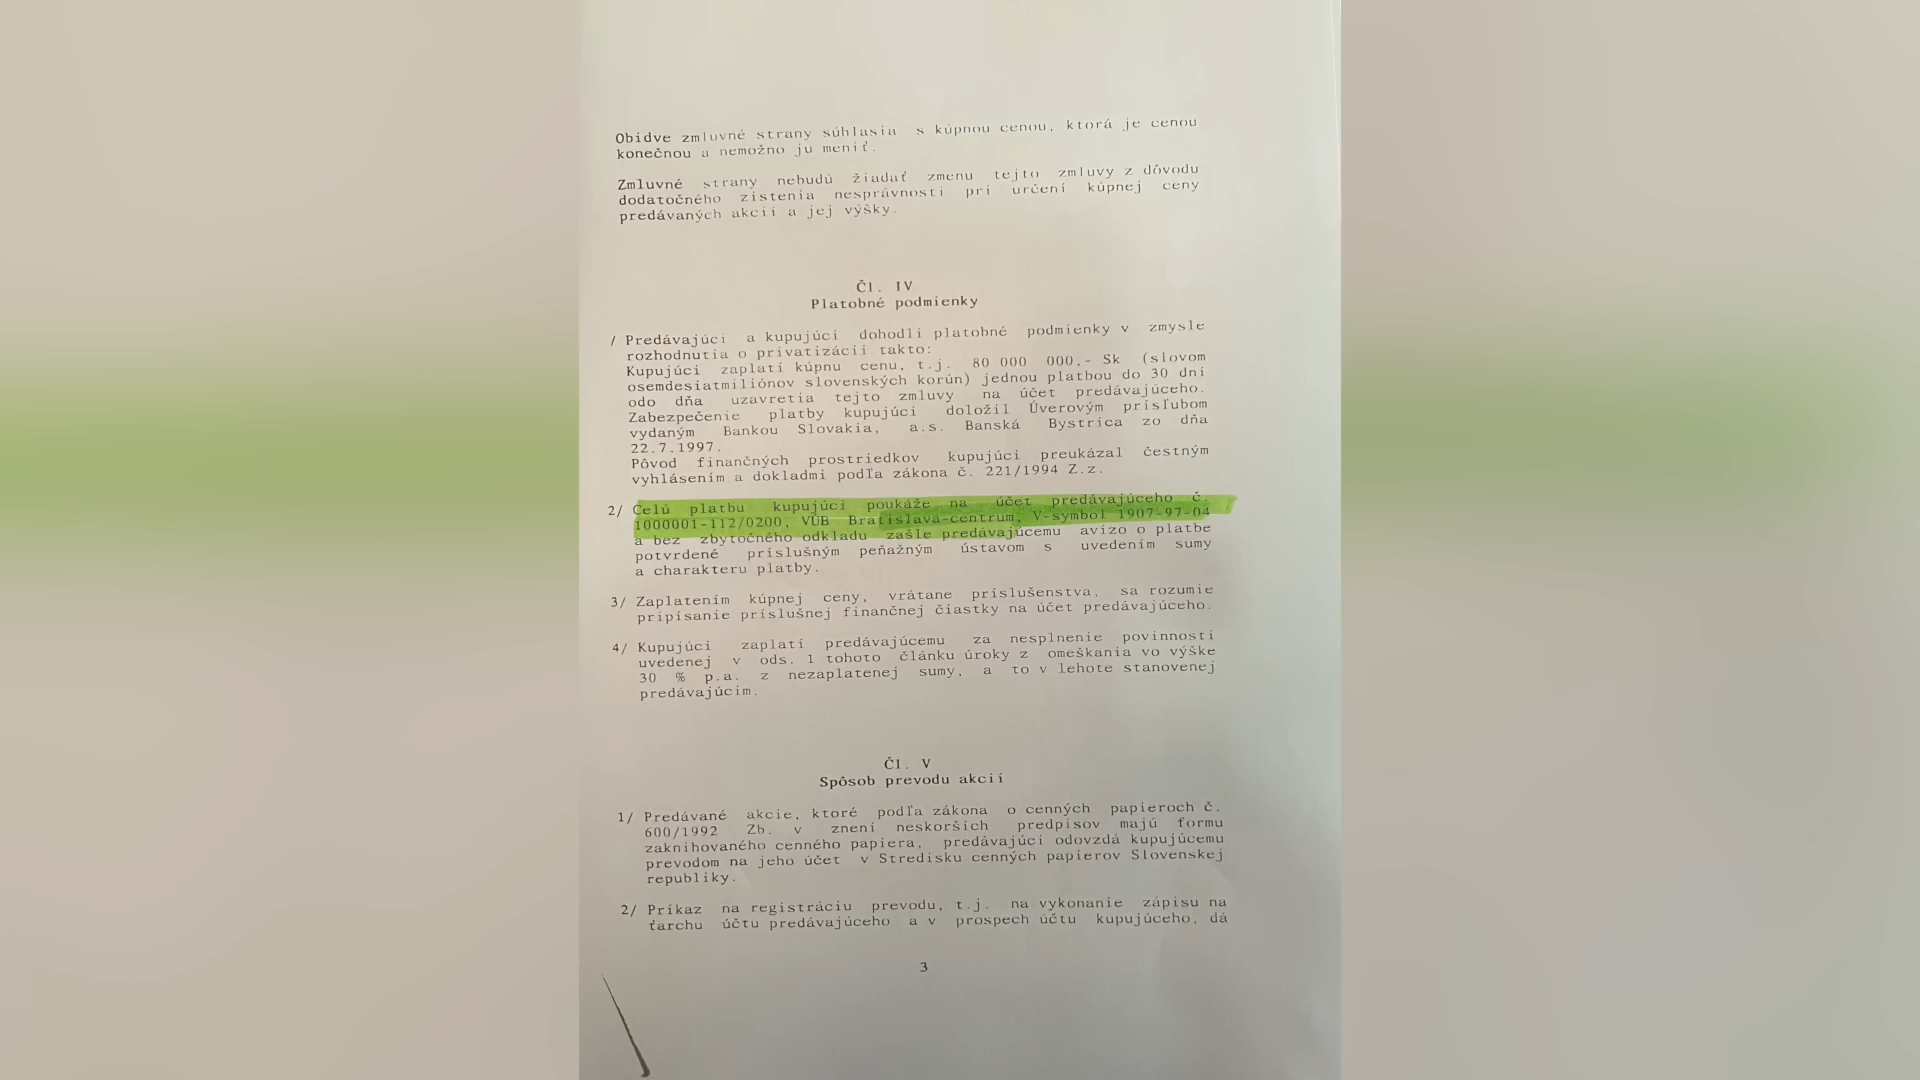 Obidve zmluvné strany súhlasia s kúpnou cenou, ktorá je cenou
konečnou a nemožno ju meniť.
Zmluvné strany nebudú žiadať zmenu tejto zmluvy z dôvodu
dodatočného zistenia nesprávnosti pri určení kúpnej ceny
predávaných akcií a jej výšky.
Čl. IV
Platobné podmienky
/ Predávajúci a kupujúci dohodli platobné podmienky v zmysle
rozhodnutia o privatizácii takto:
Kupujúci zaplatí kúpnu cenu, t.j. 80 000 000,- Sk (slovom
osemdesiatmiliónov slovenských korún) jednou platbou do 30 dní
odo dňa uzavretia tejto zmluvy na účet predávajúceho.
Zabezpečenie platby kupujúci doložil Úverovým prísľubom
vydaným Bankou Slovakia, a.s. Banská Bystrica zo dňa
22.7.1997.
Pôvod finančných prostriedkov kupujúci preukázal čestným
vyhlásením a dokladmi podľa zákona č. 221/1994 Z.z.
2/ Celú platbu kupujúci poukáže na účet predávajúceho č.
1000001-112/0200, VÚB Bratislava-centrum, V-symbol 1907-97-04
a bez zbytočného odkladu zašle predávajúcemu avízo o platbe
potvrdené príslušným peňažným ústavom s uvedením sumy
a charakteru platby.
3/ Zaplatením kúpnej ceny, vrátane príslušenstva, sa rozumie
pripísanie príslušnej finančnej čiastky na účet predávajúceho.
4/ Kupujúci zaplatí predávajúcemu za nesplnenie povinnosti
uvedenej v ods. 1 tohoto článku úroky z omeškania vo výške
30 % p.a. z nezaplatenej sumy, a to v lehote stanovenej
predávajúcim.
Čl. V
Spôsob prevodu akcií
1/ Predávané akcie, ktoré podľa zákona o cenných papieroch č.
600/1992 Zb. v znení neskorších predpisov majú formu
zaknihovaného cenného papiera, predávajúci odovzdá kupujúcemu
prevodom na jeho účet v Stredisku cenných papierov Slovenskej
republiky.
2/ Príkaz na registráciu prevodu, t.j. na vykonanie zápisu na
ťarchu účtu predávajúceho a v prospech účtu kupujúceho, dá
3